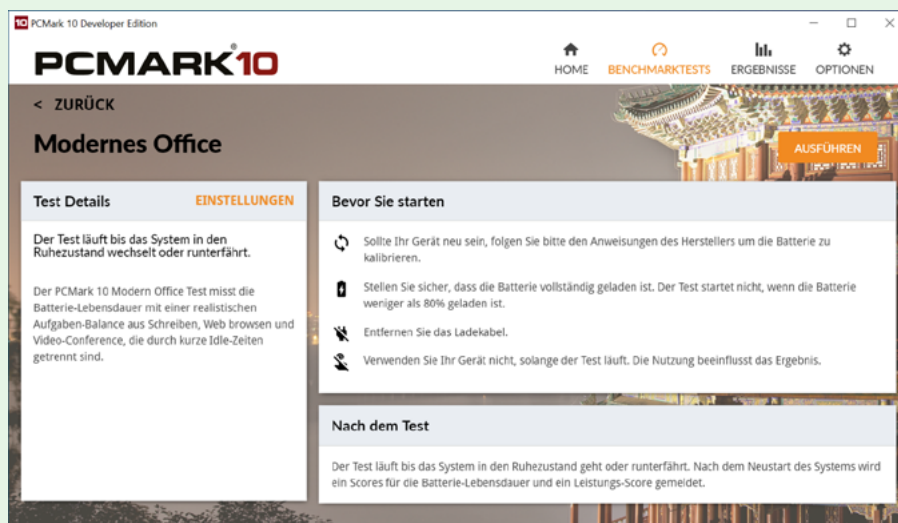 10 PCMark 10 Developer Edition
PCMARK®10
HOME
BENCHMARKTESTS
ERGEBNISSE
OPTIONEN
< ZURÜCK
Modernes Office
AUSFÜHREN
Test Details
EINSTELLUNGEN
Der Test läuft bis das System in den
Ruhezustand wechselt oder runterfährt.
Der PCMark 10 Modern Office Test misst die
Batterie-Lebensdauer mit einer realistischen
Aufgaben-Balance aus Schreiben, Web browsen und
Video-Conference, die durch kurze Idle-Zeiten
getrennt sind.
Bevor Sie starten
Sollte Ihr Gerät neu sein, folgen Sie bitte den Anweisungen des Herstellers um die Batterie zu
kalibrieren.
Stellen Sie sicher, dass die Batterie vollständig geladen ist. Der Test startet nicht, wenn die Batterie
weniger als 80% geladen ist.
Entfernen Sie das Ladekabel.
Verwenden Sie Ihr Gerät nicht, solange der Test läuft. Die Nutzung beeinflusst das Ergebnis.
Nach dem Test
Der Test läuft bis das System in den Ruhezustand geht oder runterfährt. Nach dem Neustart des Systems wird
ein Scores für die Batterie-Lebensdauer und ein Leistungs-Score gemeldet.